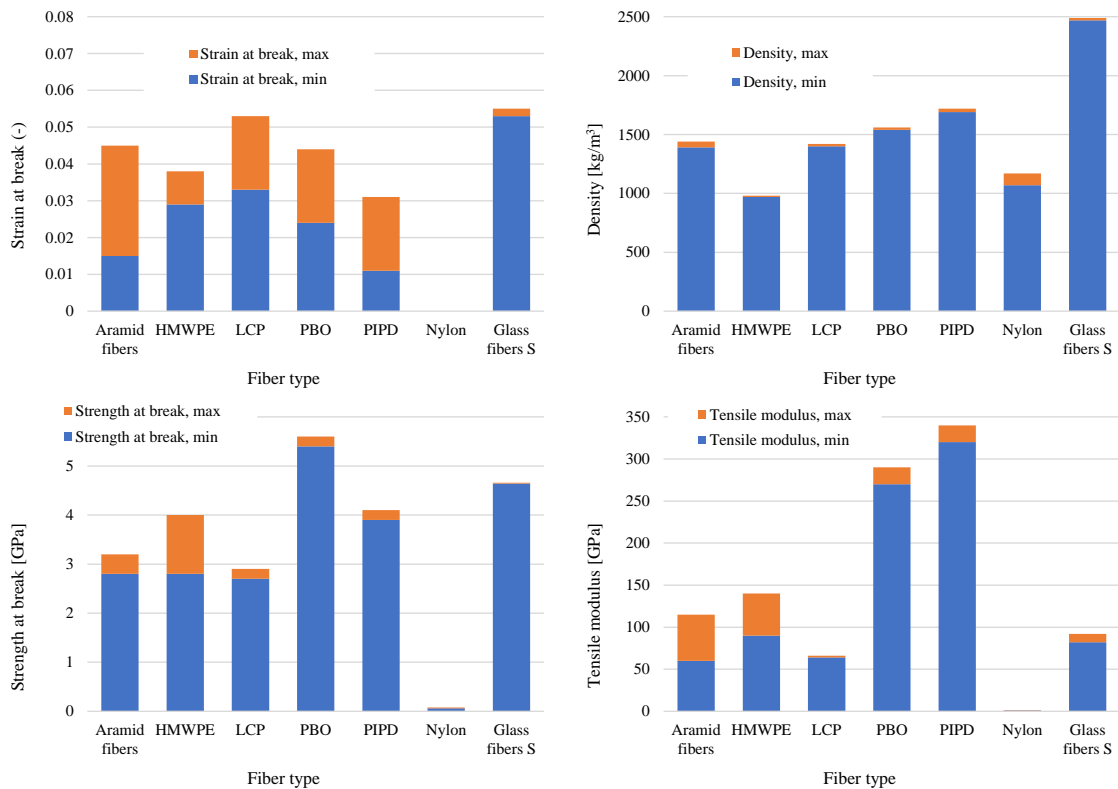 0.08
0.07
0.06
0.05
0.04
0.03
0.02
0.01
0
Strain at break (-)
Strain at break, max
Strain at break, min
Aramid
fibers
HMWPE
LCP
PBO
PIPD
Nylon
Glass
fibers S
Fiber type
2500
2000
1500
1000
500
0
Density [kg/m³]
Density, max
Density, min
Aramid
fibers
HMWPE
LCP
PBO
PIPD
Nylon
Glass
fibers S
Fiber type
Strength at break, max
Strength at break, min
5
4
3
2
1
0
Strength at break [GPa]
Aramid
fibers
HMWPE
LCP
PBO
PIPD
Nylon
Glass
fibers S
Fiber type
350
300
250
200
150
100
50
0
Tensile modulus [GPa]
Tensile modulus, max
Tensile modulus, min
Aramid
fibers
HMWPE
LCP
PBO
PIPD
Nylon
Glass
fibers S
Fiber type